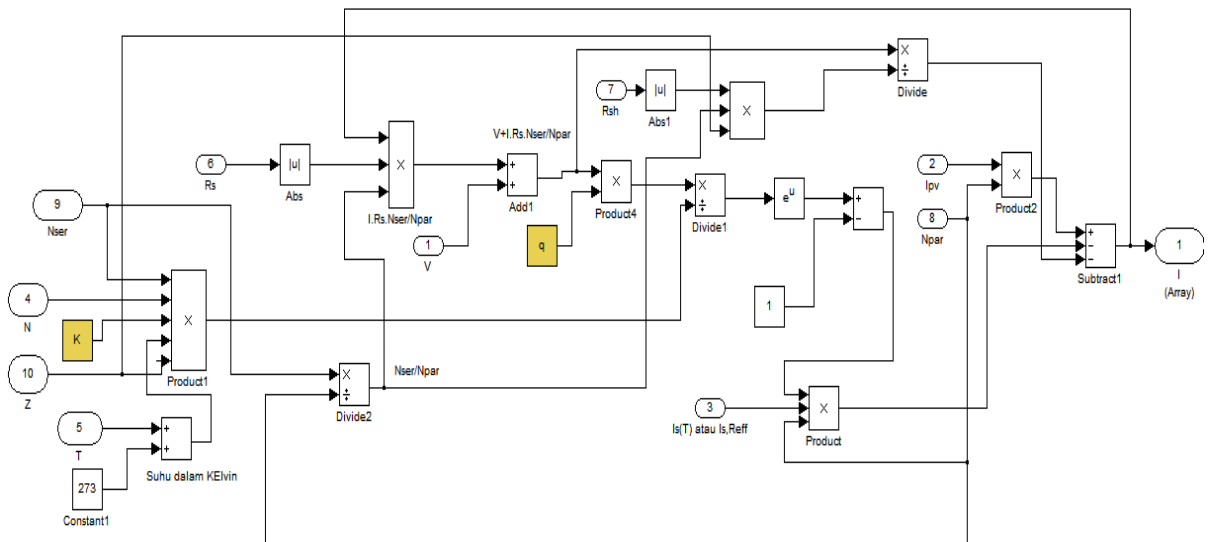 7
Rsh
|u|
Abs1
X
X
÷
Divide
V+I.Rs.Nser/Npar
6
Rs
|u|
Abs
X
I.Rs.Nser/Npar
+
+
Add1
X
Product4
X
÷
Divide1
e^u
+
−
2
Ipv
X
Product2
8
Npar
9
Nser
1
V
q
+
−
−
Subtract1
1
I
(Array)
4
N
K
X
Product1
1
10
Z
Nser/Npar
X
÷
Divide2
3
Is(T) atau Is,Reff
X
Product
5
T
+
+
Suhu dalam KElvin
273
Constant1